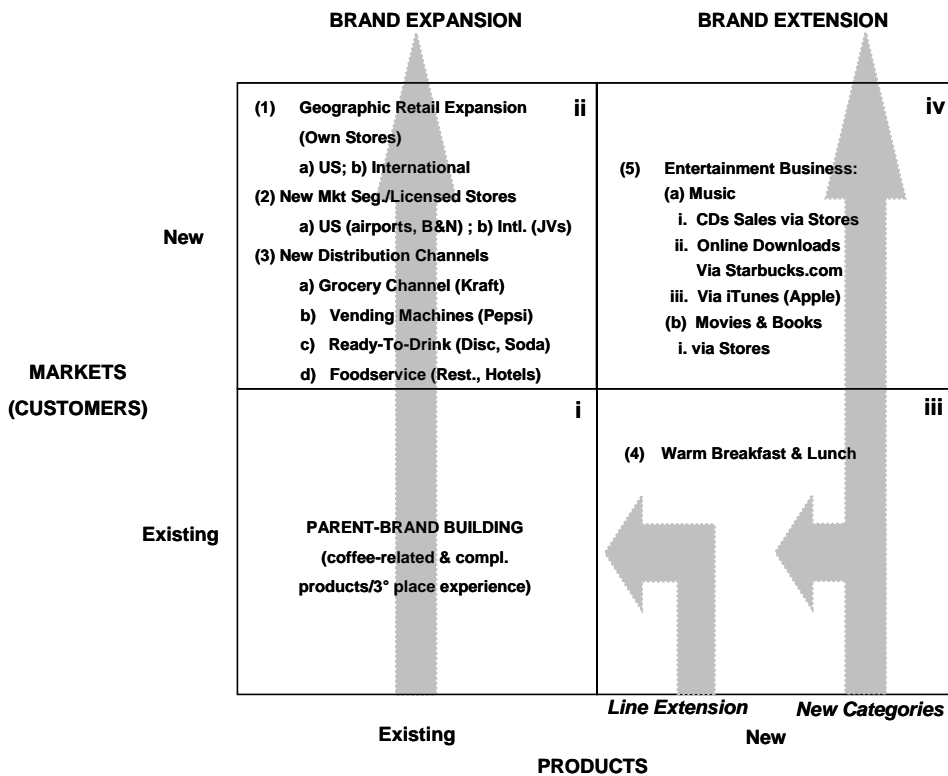 BRAND EXPANSION
BRAND EXTENSION
(1) Geographic Retail Expansion
(Own Stores)
a) US; b) International
(2) New Mkt Seg./Licensed Stores
a) US (airports, B&N) ; b) Intl. (JVs)
(3) New Distribution Channels
a) Grocery Channel (Kraft)
b) Vending Machines (Pepsi)
c) Ready-To-Drink (Disc, Soda)
d) Foodservice (Rest., Hotels)
ii
iv
(5) Entertainment Business:
(a) Music
i. CDs Sales via Stores
ii. Online Downloads
Via Starbucks.com
iii. Via iTunes (Apple)
(b) Movies & Books
i. via Stores
New
MARKETS
(CUSTOMERS)
Existing
i
PARENT-BRAND BUILDING
(coffee-related & compl.
products/3° place experience)
iii
(4) Warm Breakfast & Lunch
Line Extension
New Categories
Existing
New
PRODUCTS